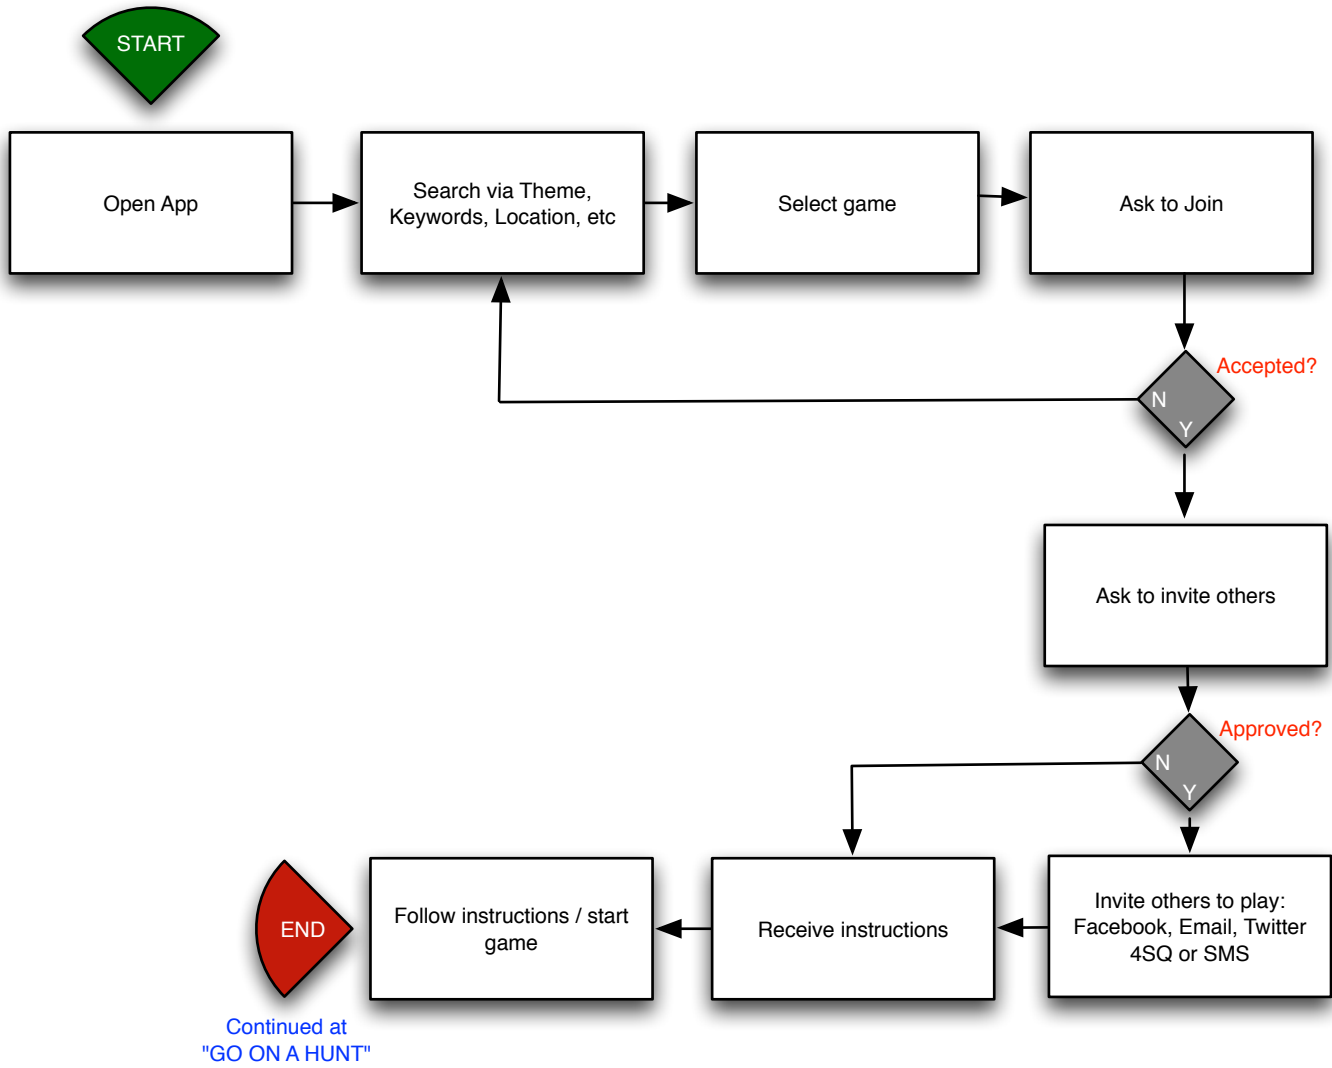 START
Open App
Search via Theme,
Keywords, Location, etc
Select game
Ask to Join
Accepted?
N
Y
Ask to invite others
Approved?
N
Y
Invite others to play:
Facebook, Email, Twitter
4SQ or SMS
Receive instructions
Follow instructions / start
game
END
Continued at
"GO ON A HUNT"